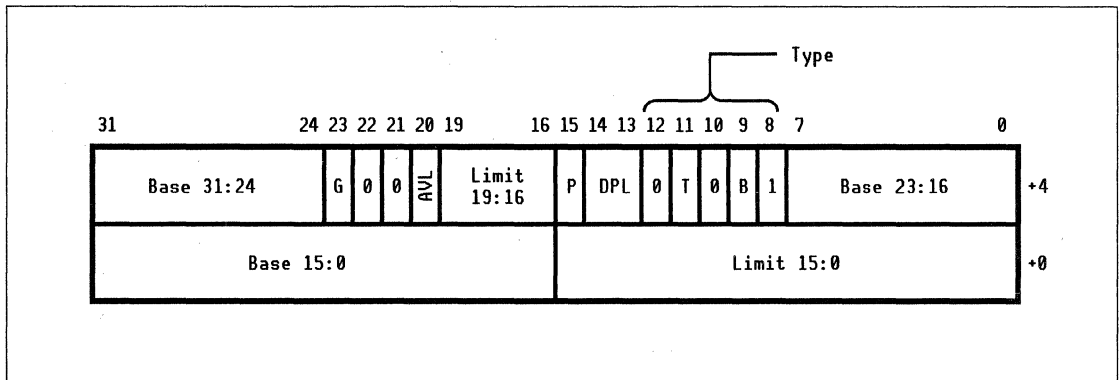 Type
31 24 23 22 21 20 19 16 15 14 13 12 11 10 9 8 7 0
Base 31:24 G 0 0 AVL Limit 19:16 P DPL 0 T 0 B 1 Base 23:16 +4
Base 15:0 Limit 15:0 +0